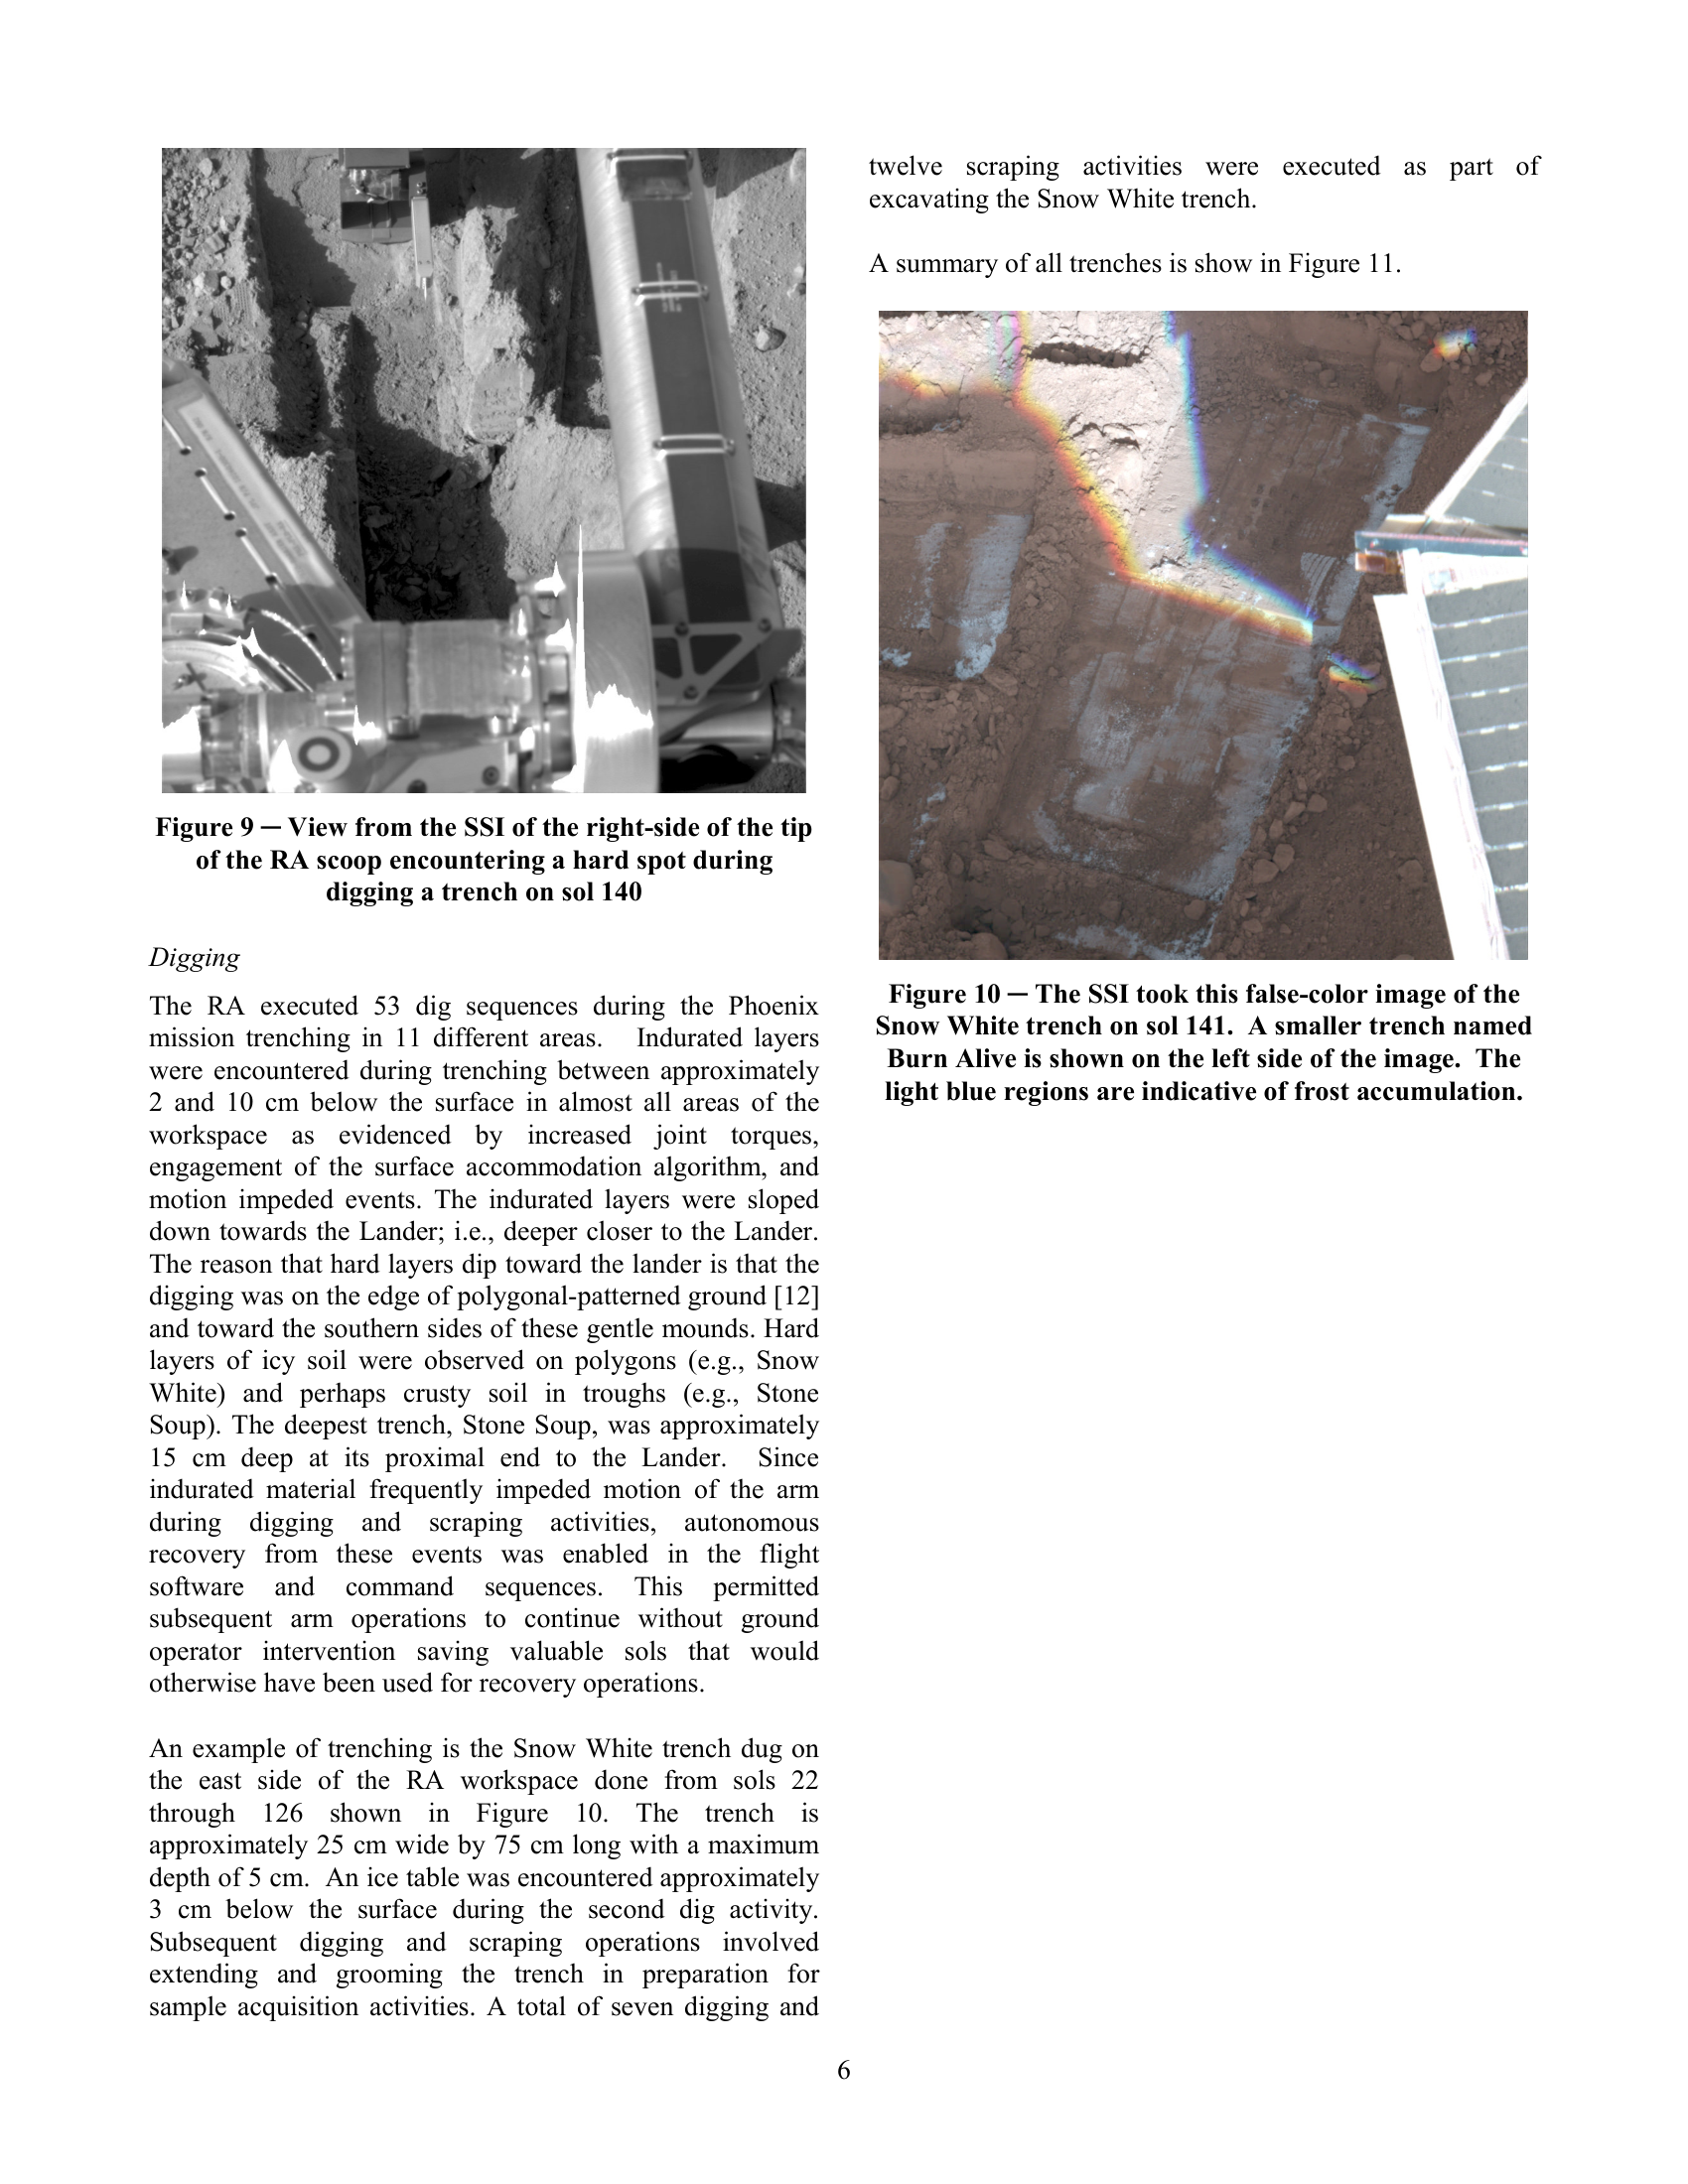 Figure 9 — View from the SSI of the right-side of the tip
of the RA scoop encountering a hard spot during
digging a trench on sol 140
Digging
The RA executed 53 dig sequences during the Phoenix
mission trenching in 11 different areas. Indurated layers
were encountered during trenching between approximately
2 and 10 cm below the surface in almost all areas of the
workspace as evidenced by increased joint torques,
engagement of the surface accommodation algorithm, and
motion impeded events. The indurated layers were sloped
down towards the Lander; i.e., deeper closer to the Lander.
The reason that hard layers dip toward the lander is that the
digging was on the edge of polygonal-patterned ground [12]
and toward the southern sides of these gentle mounds. Hard
layers of icy soil were observed on polygons (e.g., Snow
White) and perhaps crusty soil in troughs (e.g., Stone
Soup). The deepest trench, Stone Soup, was approximately
15 cm deep at its proximal end to the Lander. Since
indurated material frequently impeded motion of the arm
during digging and scraping activities, autonomous
recovery from these events was enabled in the flight
software and command sequences. This permitted
subsequent arm operations to continue without ground
operator intervention saving valuable sols that would
otherwise have been used for recovery operations.
An example of trenching is the Snow White trench dug on
the east side of the RA workspace done from sols 22
through 126 shown in Figure 10. The trench is
approximately 25 cm wide by 75 cm long with a maximum
depth of 5 cm. An ice table was encountered approximately
3 cm below the surface during the second dig activity.
Subsequent digging and scraping operations involved
extending and grooming the trench in preparation for
sample acquisition activities. A total of seven digging and
twelve scraping activities were executed as part of
excavating the Snow White trench.
A summary of all trenches is show in Figure 11.
Figure 10 — The SSI took this false-color image of the
Snow White trench on sol 141. A smaller trench named
Burn Alive is shown on the left side of the image. The
light blue regions are indicative of frost accumulation.
6